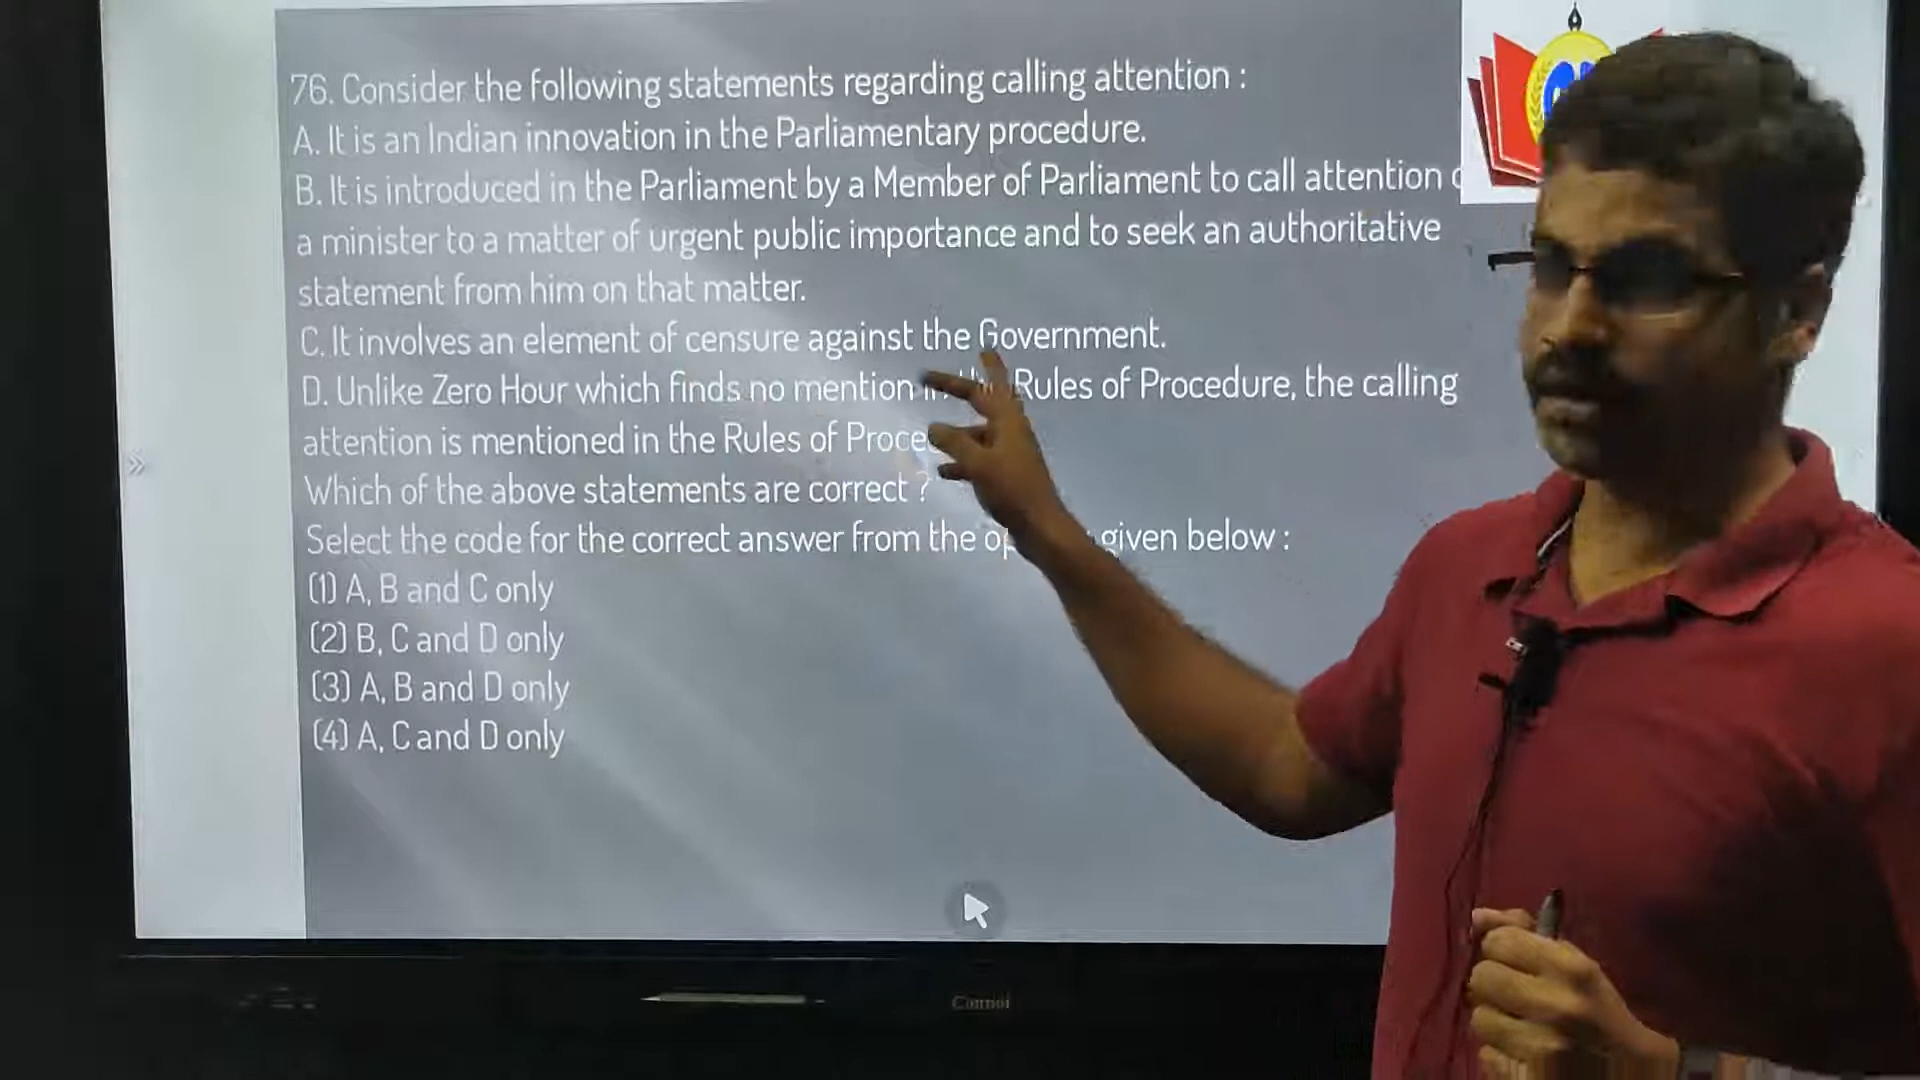 76. Consider the following statements regarding calling attention :
A. It is an Indian innovation in the Parliamentary procedure.
B. It is introduced in the Parliament by a Member of Parliament to call attention
a minister to a matter of urgent public importance and to seek an authoritative
statement from him on that matter.
C. It involves an element of censure against the Government.
D. Unlike Zero Hour which finds no mention Rules of Procedure, the calling
attention is mentioned in the Rules of
Which of the above statements are correct ?
Select the code for the correct answer from the given below :
(1) A, B and C only
(2) B, C and D only
(3) A, B and D only
(4) A, C and D only